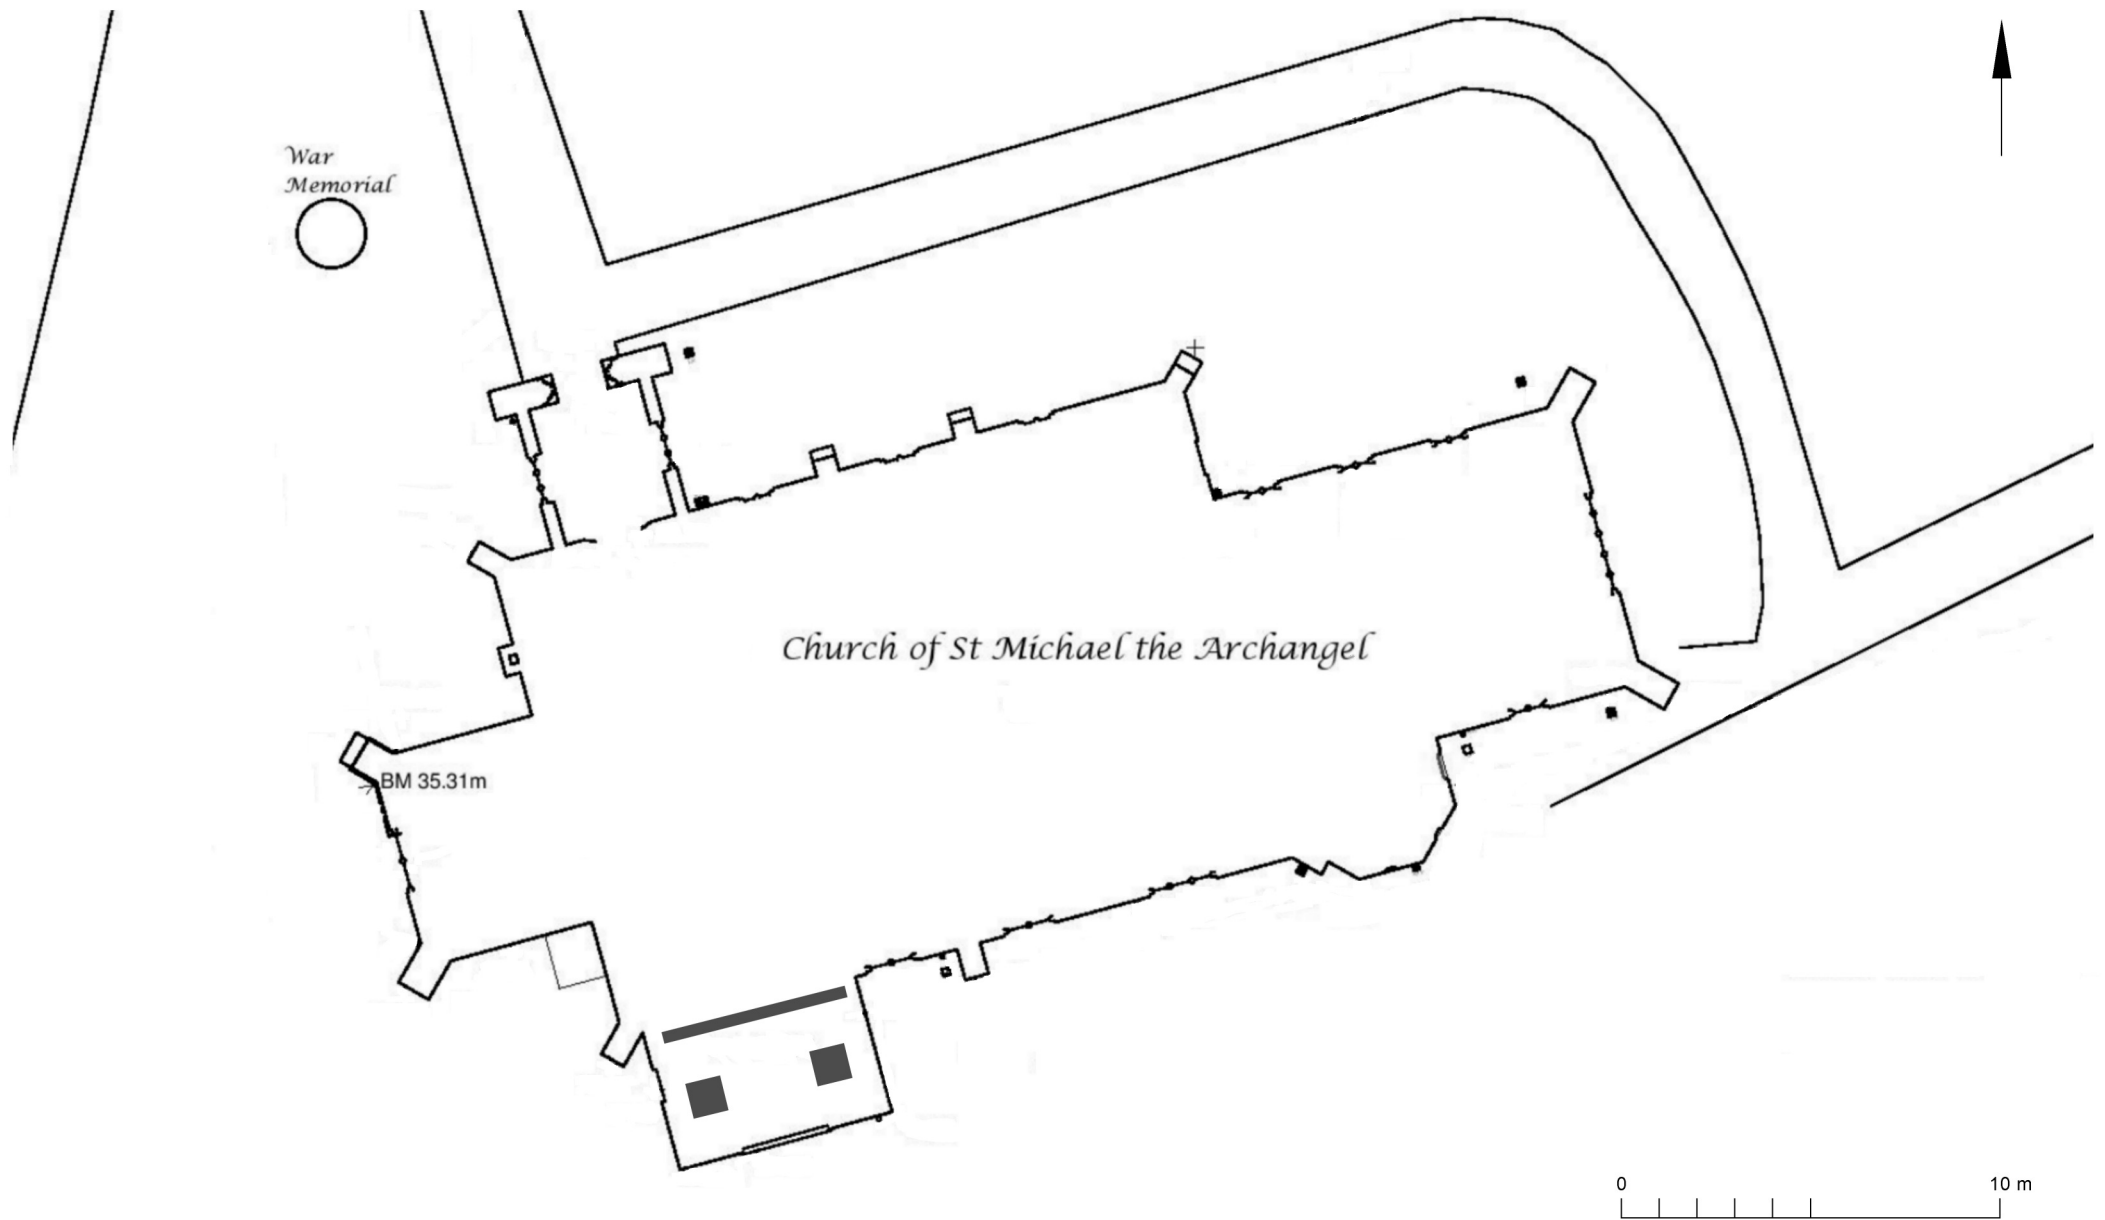 War
Memorial
Church of St Michael the Archangel
BM 35.31m
0 10 m